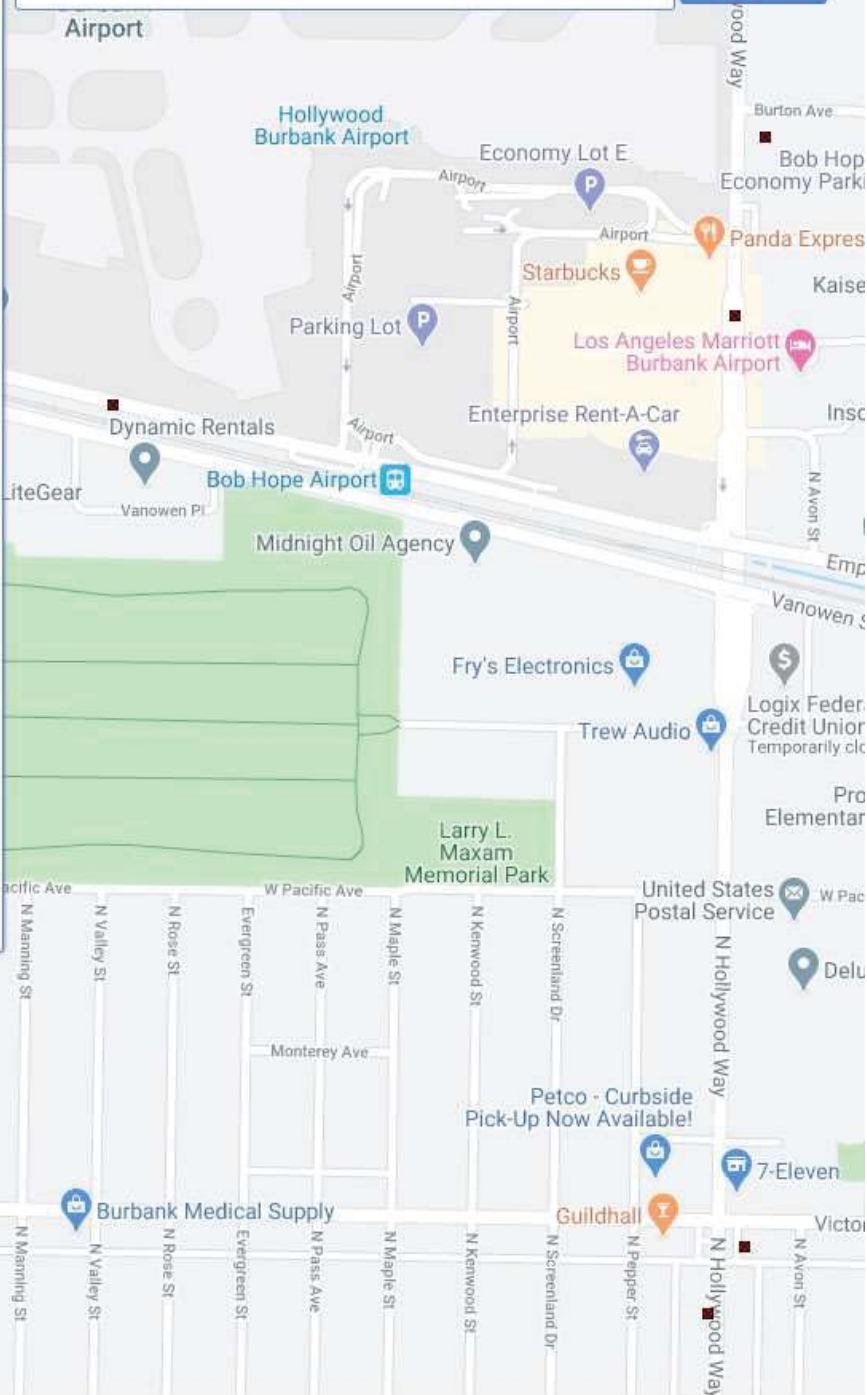 Airport
wood Way
Burton Ave
Hollywood
Burbank Airport
Economy Lot E
Bob Hop
Economy Parki
Airport
Airport
Panda Expres
Starbucks
Kaise
Airport
Airport
Parking Lot
Los Angeles Marriott
Burbank Airport
Enterprise Rent-A-Car
Inso
Dynamic Rentals
Airport
Bob Hope Airport
LiteGear
Vanowen Pl
N Avon St
Midnight Oil Agency
Emp
Vanowen S
Fry's Electronics
Logix Federa
Credit Union
Temporarily clo
Trew Audio
Pro
Elementar
Larry L.
Maxam
Memorial Park
acific Ave
W Pacific Ave
United States
Postal Service
W Pac
N Manning St
N Valley St
N Rose St
Evergreen St
N Pass Ave
N Maple St
N Kenwood St
N Screenland Dr
N Hollywood Way
Delu
Monterey Ave
Petco - Curbside
Pick-Up Now Available!
7-Eleven
Burbank Medical Supply
Guildhall
Victor
N Manning St
N Valley St
N Rose St
Evergreen St
N Pass Ave
N Maple St
N Kenwood St
N Screenland Dr
N Pepper St
N Hollywood Way
N Avon St